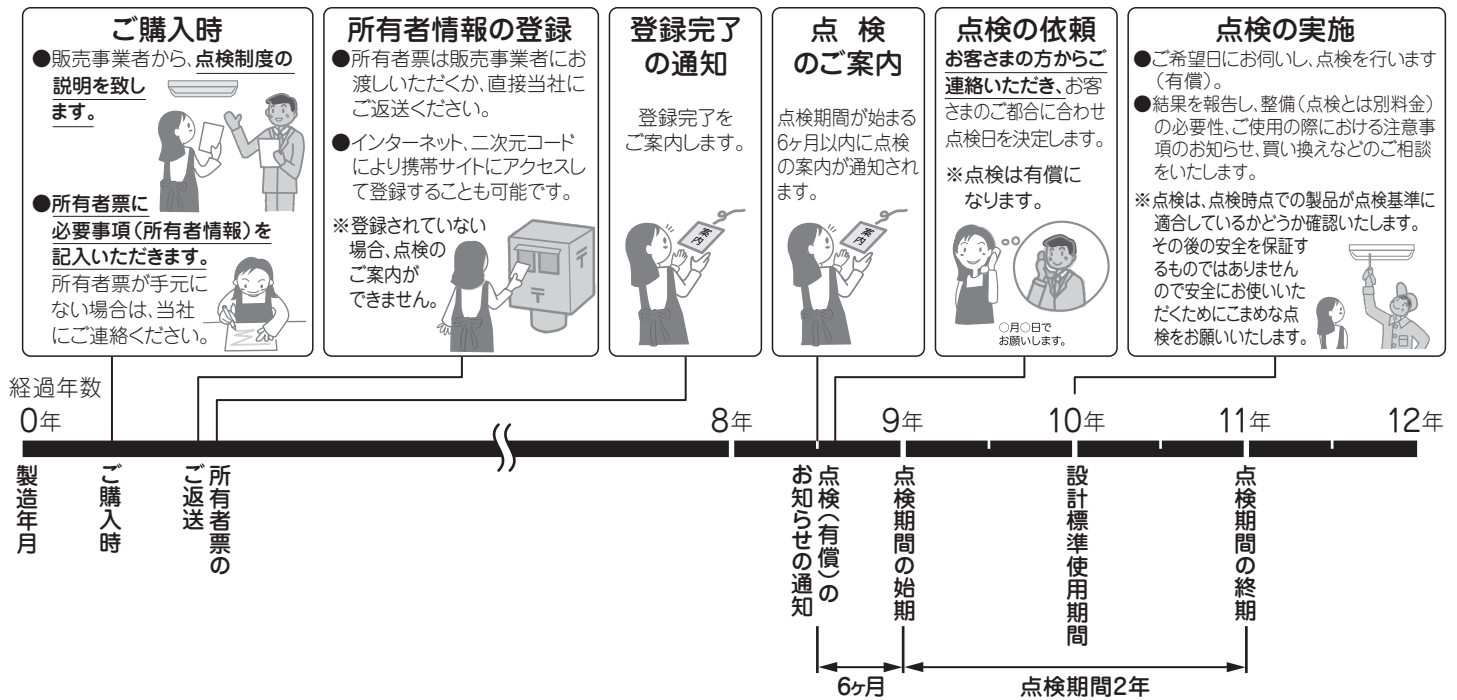 ご購入時
●販売事業者から、点検制度の
説明を致し
ます。
●所有者票に
必要事項(所有者情報)を
記入いただきます。
所有者票が手元に
ない場合は、当社
にご連絡ください。
所有者情報の登録
●所有者票は販売事業者にお
渡しいただくか、直接当社に
ご返送ください。
●インターネット、二次元コード
により携帯サイトにアクセスし
て登録することも可能です。
※登録されていない
場合、点検の
ご案内が
できません。
〒
〒
登録完了
の通知
登録完了を
ご案内します。
案内
点検
のご案内
点検期間が始まる
6ヶ月以内に点検
の案内が通知され
ます。
案内
点検の依頼
お客さまの方からご
連絡いただき、お客
さまのご都合に合わせ
点検日を決定します。
※点検は有償に
なります。
○月○日で
お願いします。
点検の実施
●ご希望日にお伺いし、点検を行います
(有償)。
●結果を報告し、整備(点検とは別料金)
の必要性、ご使用の際における注意事
項のお知らせ、買い換えなどのご相談
をいたします。
※点検は、点検時点での製品が点検基準に
適合しているかどうか確認いたします。
その後の安全を保証す
るものではありません
ので安全にお使いいた
だくためにこまめな点
検をお願いいたします。
経過年数
0年
8年
9年
10年
11年
12年
製造年月
ご購入時
所有者票の
ご返送
点検(有償)の
お知らせの通知
点検期間の始期
設計標準使用期間
点検期間の終期
6ヶ月
点検期間2年